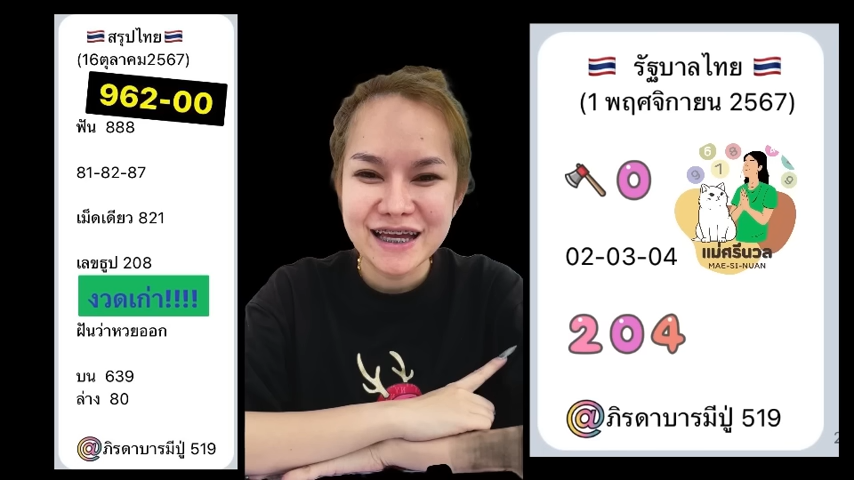 🇹🇭สรุปไทย🇹🇭
(16ตุลาคม2567)
962-00
ฟัน 888
81-82-87
เม็ดเดียว 821
เลขธูป 208
งวดเก่า!!!!
ฝันว่าหวยออก
บน 639
ล่าง 80
@ภิรดาบารมีปู่ 519
🇹🇭 รัฐบาลไทย 🇹🇭
(1 พฤศจิกายน 2567)
🪓 0
6 8
9 7 9
แม่ศรีนวล
MAE-SI-NUAN
02-03-04
204
@ภิรดาบารมีปู่ 519